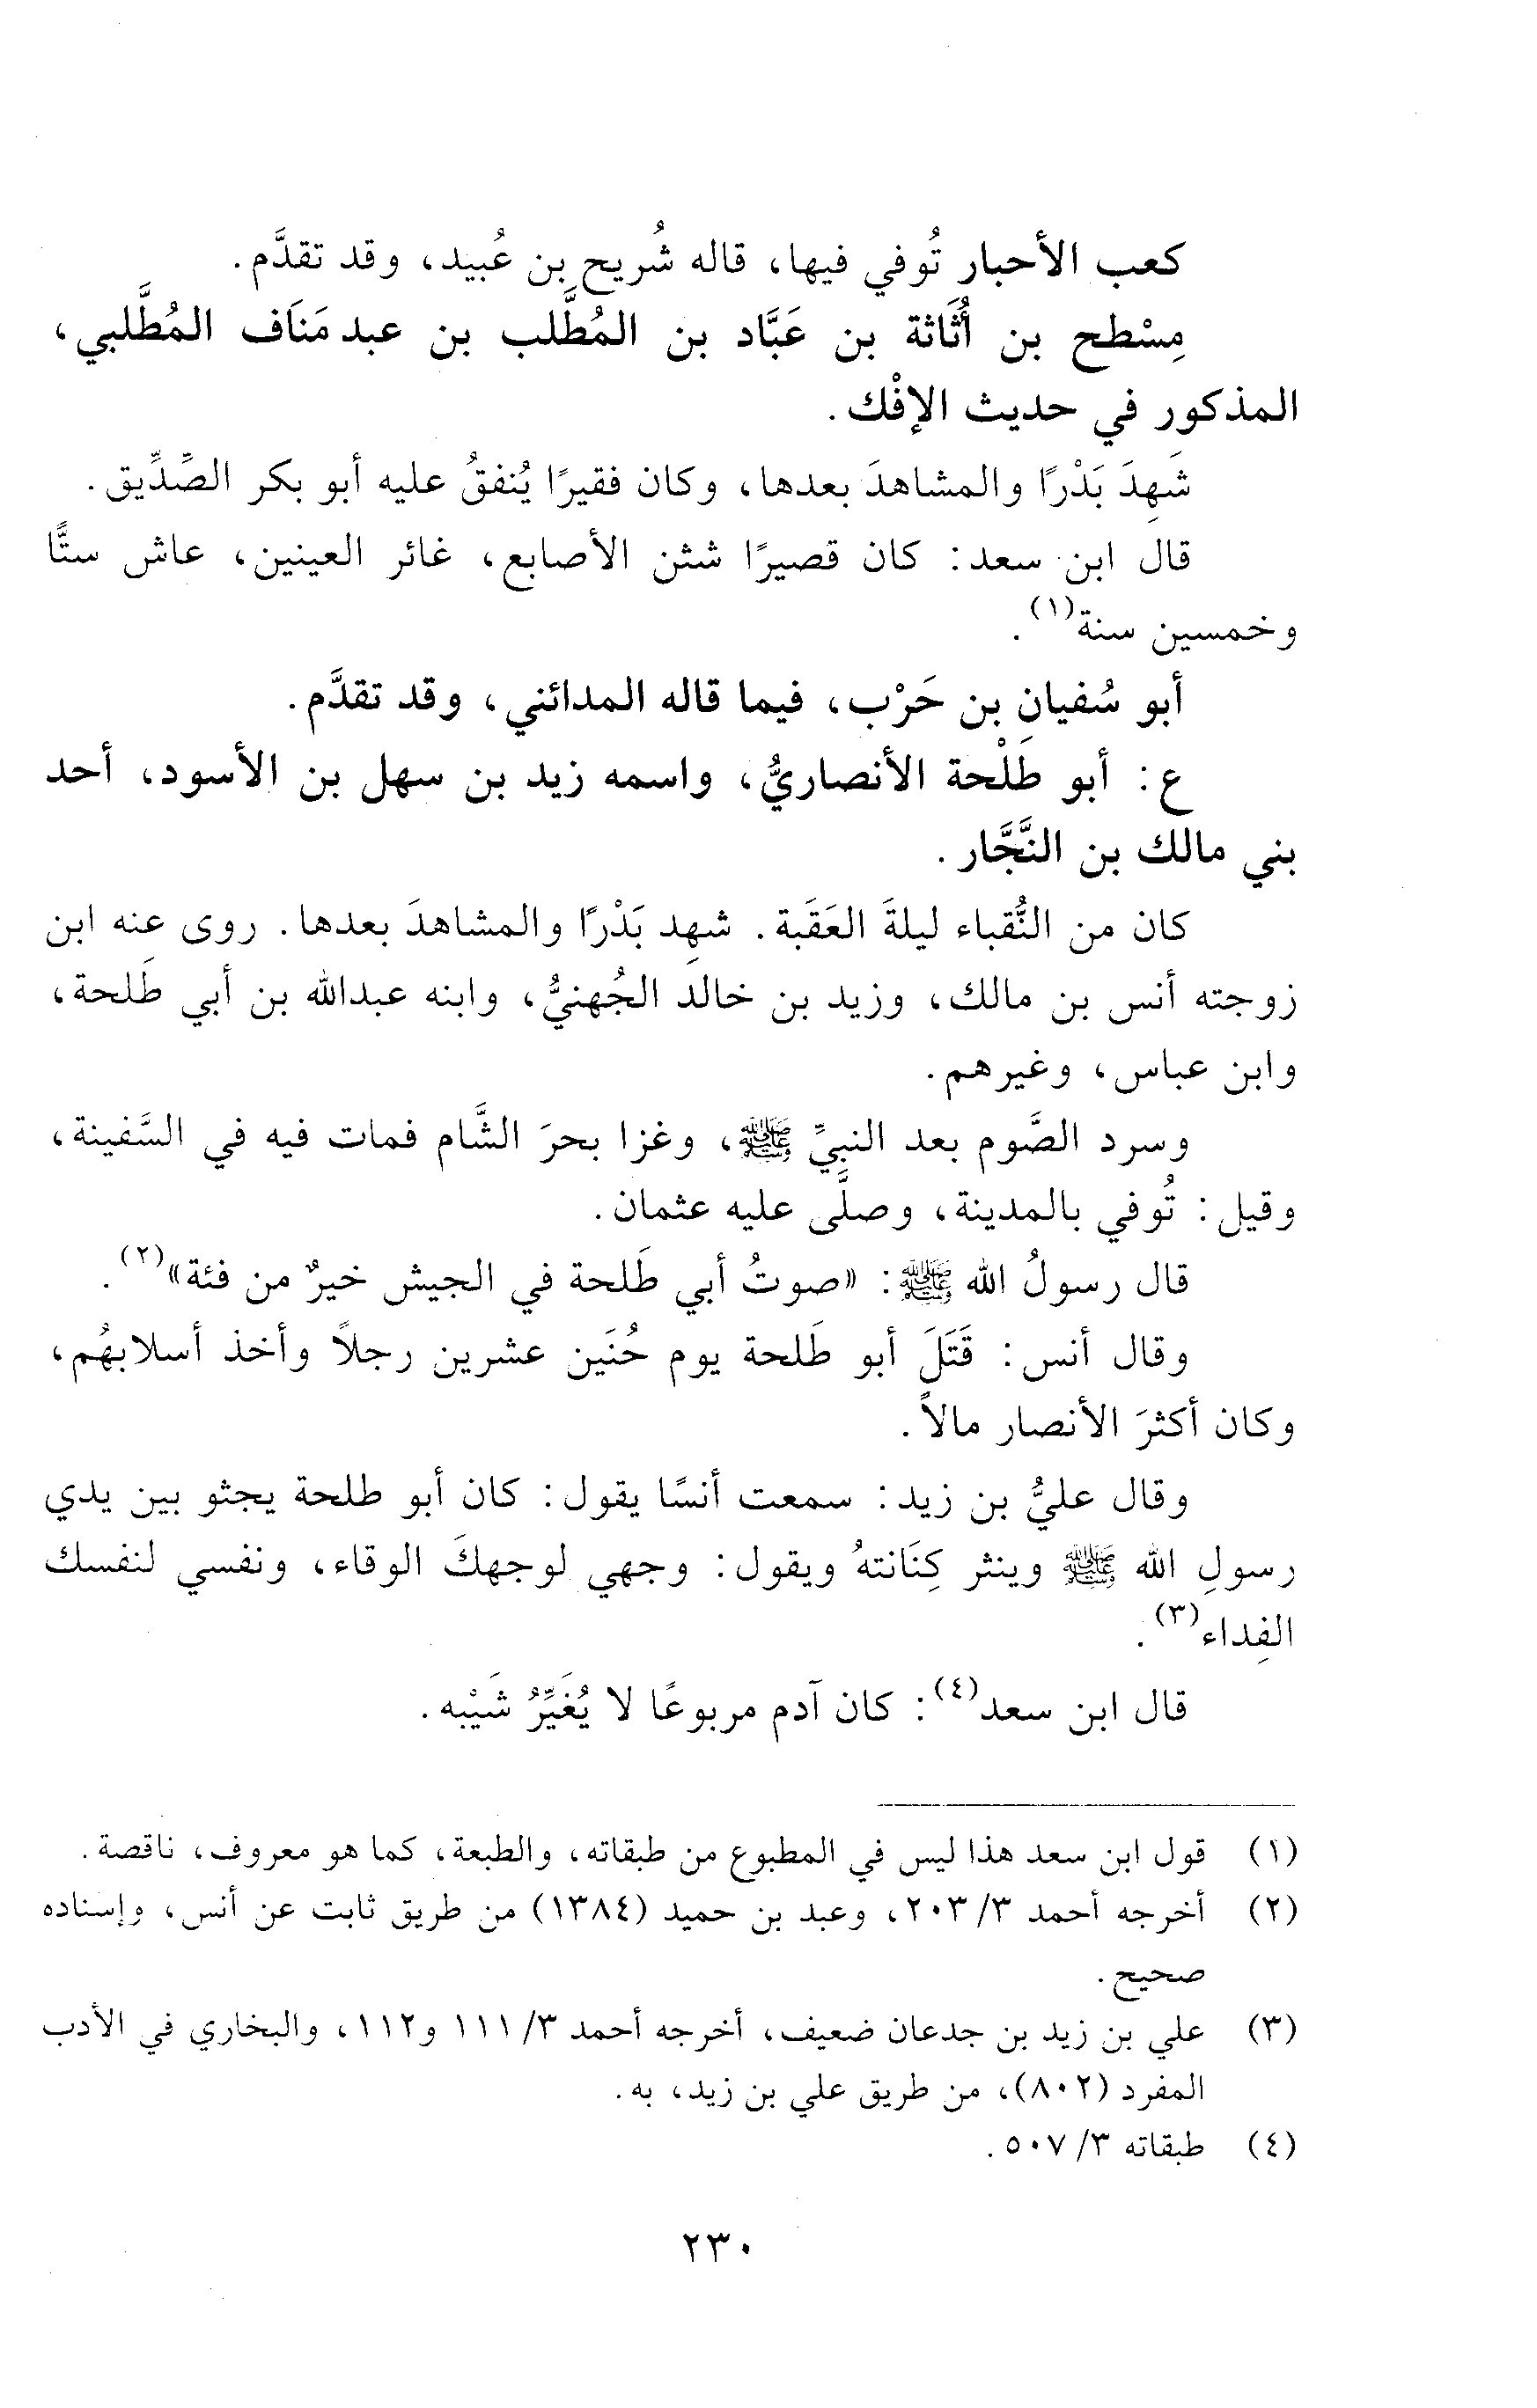 كعب الأحبار تُوفي فيها، قاله شُريح بن عُبيد، وقد تقدَّم.
مِسْطح بن أُثَاثة بن عَبَّاد بن المُطَّلب بن عبد مَنَاف المُطَّلبي،
المذكور في حديث الإفْك.
شَهِدَ بَدْرًا والمشاهدَ بعدها، وكان فقيرًا يُنفقُ عليه أبو بكر الصِّدِّيق.
قال ابن سعد: كان قصيرًا شثن الأصابع، غائر العينين، عاش ستًّا
وخمسين سنة(١).
أبو سُفيان بن حَرْب، فيما قاله المدائني، وقد تقدَّم.
ع: أبو طَلْحة الأنصاريُّ، واسمه زيد بن سهل بن الأسود، أحد
بني مالك بن النَّجَّار.
كان من النُّقباء ليلةَ العَقَبة. شهِد بَدْرًا والمشاهدَ بعدها. روى عنه ابن
زوجته أنس بن مالك، وزيد بن خالد الجُهنيُّ، وابنه عبدالله بن أبي طَلحة،
وابن عباس، وغيرهم.
وسرد الصَّوم بعد النبيِّ ﷺ، وغزا بحرَ الشَّام فمات فيه في السَّفينة،
وقيل: تُوفي بالمدينة، وصلَّى عليه عثمان.
قال رسولُ الله ﷺ: «صوتُ أبي طَلحة في الجيش خيرٌ من فئة»(٢).
وقال أنس: قَتَلَ أبو طَلحة يوم حُنَين عشرين رجلاً وأخذ أسلابهُم،
وكان أكثرَ الأنصار مالاً.
وقال عليُّ بن زيد: سمعت أنسًا يقول: كان أبو طلحة يجثو بين يدي
رسولِ الله ﷺ وينثر كِنَانتهُ ويقول: وجهي لوجهكَ الوقاء، ونفسي لنفسك
الفِداء(٣).
قال ابن سعد(٤): كان آدم مربوعًا لا يُغَيِّرُ شَيْبه.
(١) قول ابن سعد هذا ليس في المطبوع من طبقاته، والطبعة، كما هو معروف، ناقصة.
(٢) أخرجه أحمد ٣/ ٢٠٣، وعبد بن حميد (١٣٨٤) من طريق ثابت عن أنس، وإسناده
صحيح.
(٣) علي بن زيد بن جدعان ضعيف، أخرجه أحمد ٣/ ١١١ و١١٢، والبخاري في الأدب
المفرد (٨٠٢)، من طريق علي بن زيد، به.
(٤) طبقاته ٣/ ٥٠٧.
٢٣٠